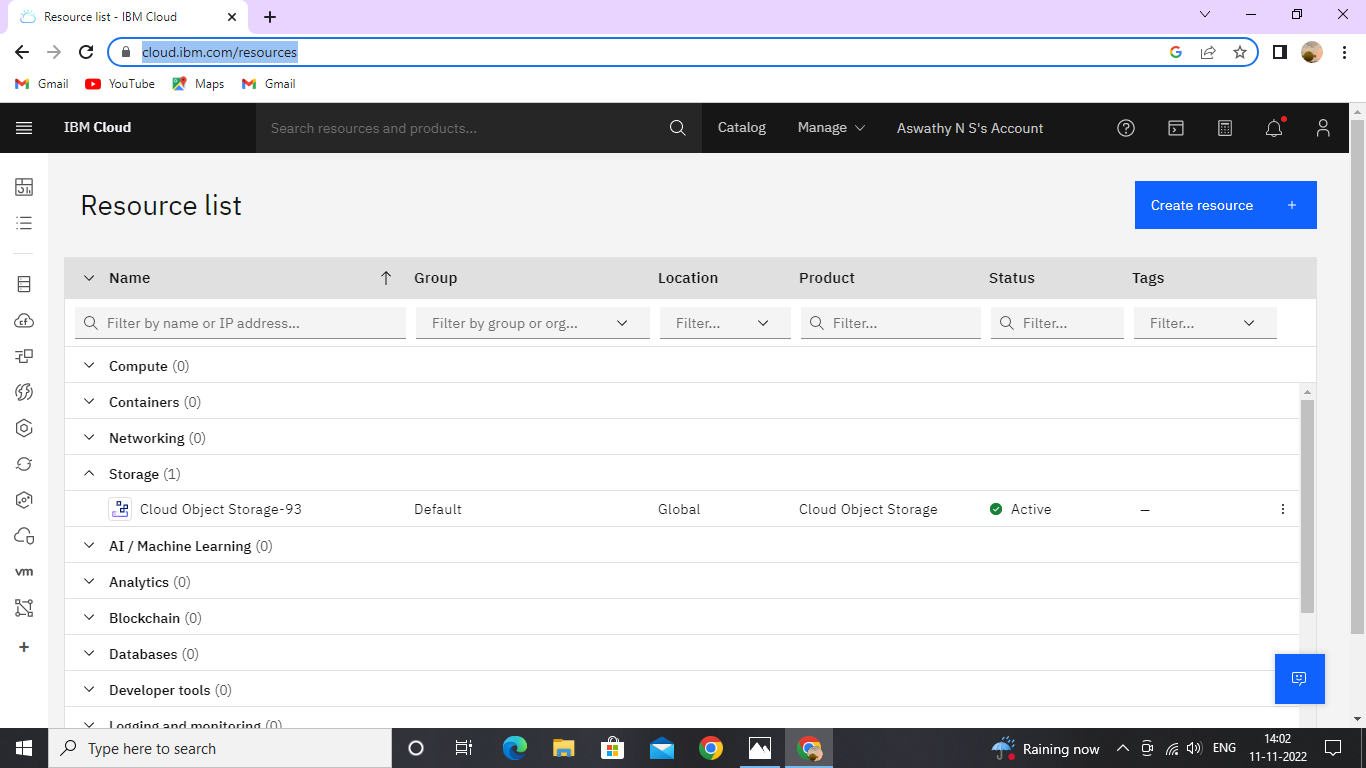 Resource list - IBM Cloud
cloud.ibm.com/resources
Gmail YouTube Maps Gmail
IBM Cloud Search resources and products... Catalog Manage Aswathy N S's Account
Resource list
Create resource +
Name Group Location Product Status Tags
Filter by name or IP address... Filter by group or org... Filter... Filter... Filter... Filter...
Compute (0)
Containers (0)
Networking (0)
Storage (1)
Cloud Object Storage-93 Default Global Cloud Object Storage Active –
AI / Machine Learning (0)
Analytics (0)
Blockchain (0)
vm
Databases (0)
Developer tools (0)
Logging and monitoring (0)
Type here to search
Raining now
ENG
14:02
11-11-2022